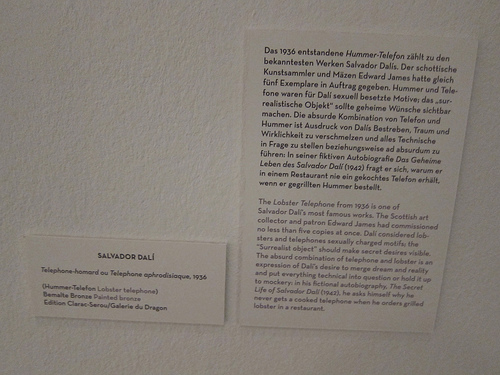 SALVADOR DALÍ
Telephone-homard ou Telephone aphrodisiaque, 1936
(Hummer-Telefon Lobster telephone)
Bemalte Bronze Painted bronze
Edition Clarac-Serou/Galerie du Dragon
Das 1936 entstandene Hummer-Telefon zählt zu den
bekanntesten Werken Salvador Dalís. Der schottische
Kunstsammler und Mäzen Edward James hatte gleich
fünf Exemplare in Auftrag gegeben. Hummer und Tele-
fone waren für Dalí sexuell besetzte Motive; das „sur-
realistische Objekt" sollte geheime Wünsche sichtbar
machen. Die absurde Kombination von Telefon und
Hummer ist Ausdruck von Dalís Bestreben, Traum und
Wirklichkeit zu verschmelzen und alles Technische
in Frage zu stellen beziehungsweise ad absurdum zu
führen: In seiner fiktiven Autobiografie Das Geheime
Leben des Salvador Dalí (1942) fragt er sich, warum er
in einem Restaurant nie ein gekochtes Telefon erhält,
wenn er gegrillten Hummer bestellt.
The Lobster Telephone from 1936 is one of
Salvador Dalí's most famous works. The Scottish art
collector and patron Edward James had commissioned
no less than five copies at once. Dalí considered lob-
sters and telephones sexually charged motifs; the
"Surrealist object" should make secret desires visible.
The absurd combination of telephone and lobster is an
expression of Dalí's desire to merge dream and reality
and put everything technical into question or hold it up
to mockery: in his fictional autobiography, The Secret
Life of Salvador Dalí (1942), he asks himself why he
never gets a cooked telephone when he orders grilled
lobster in a restaurant.